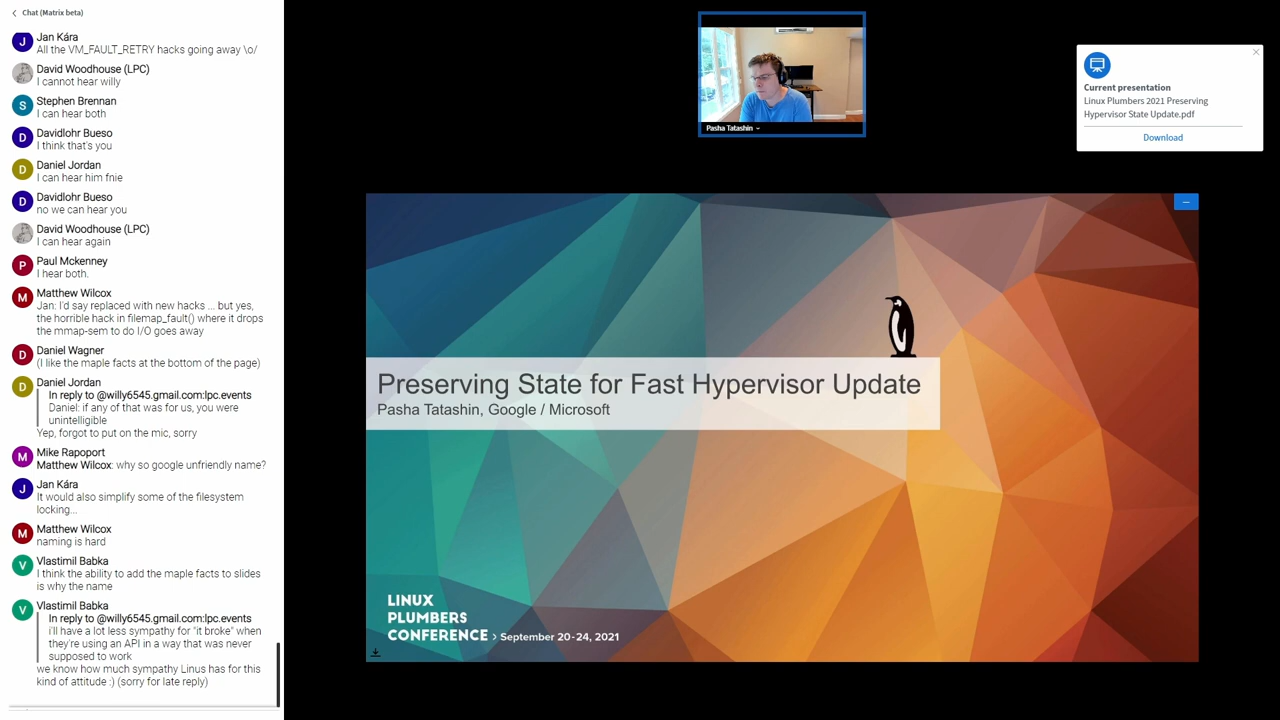 Chat (Matrix beta)
J
Jan Kára
All the VM_FAULT_RETRY hacks going away \o/
David Woodhouse (LPC)
I cannot hear willy
S
Stephen Brennan
I can hear both
D
Davidlohr Bueso
I think that's you
D
Daniel Jordan
I can hear him fnie
D
Davidlohr Bueso
no we can hear you
David Woodhouse (LPC)
I can hear again
P
Paul Mckenney
I hear both.
M
Matthew Wilcox
Jan: I'd say replaced with new hacks ... but yes,
the horrible hack in filemap_fault() where it drops
the mmap-sem to do I/O goes away
D
Daniel Wagner
(I like the maple facts at the bottom of the page)
D
Daniel Jordan
In reply to @willy6545.gmail.com:lpc.events
Daniel: if any of that was for us, you were
unintelligible
Yep, forgot to put on the mic, sorry
M
Mike Rapoport
Matthew Wilcox: why so google unfriendly name?
J
Jan Kára
It would also simplify some of the filesystem
locking...
M
Matthew Wilcox
naming is hard
V
Vlastimil Babka
I think the ability to add the maple facts to slides
is why the name
V
Vlastimil Babka
In reply to @willy6545.gmail.com:lpc.events
i'll have a lot less sympathy for "it broke" when
they're using an API in a way that was never
supposed to work
we know how much sympathy Linus has for this
kind of attitude :) (sorry for late reply)
Pasha Tatashin
Current presentation
Linux Plumbers 2021 Preserving
Hypervisor State Update.pdf
Download
Preserving State for Fast Hypervisor Update
Pasha Tatashin, Google / Microsoft
LINUX
PLUMBERS
CONFERENCE > September 20-24, 2021